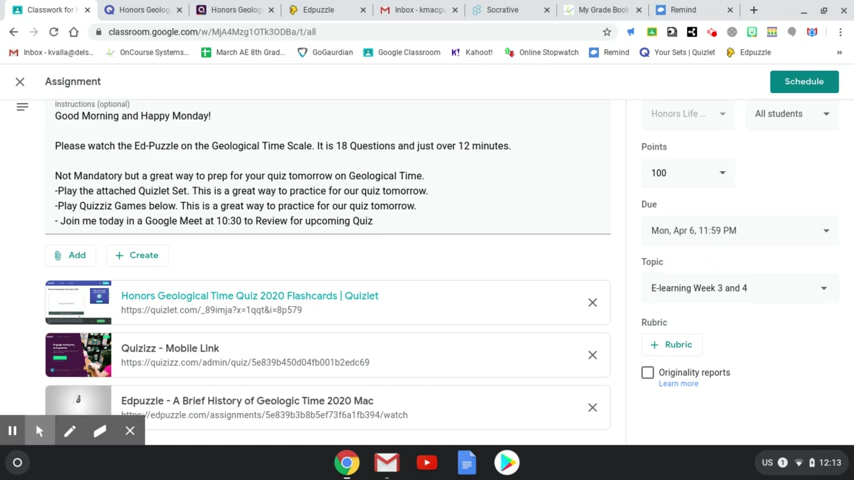 Classwork for
Honors Geolog
Honors Geolog
Edpuzzle
Inbox - kmacgu
Socrative
My Grade Book
Remind
classroom.google.com/w/MjA4Mzg1OTk3ODBa/t/all
Inbox - kvalla@dels...
OnCourse Systems...
March AE 8th Grad...
GoGaurdian
Google Classroom
Kahoot!
Online Stopwatch
Remind
Your Sets | Quizlet
Edpuzzle
Assignment
Schedule
Instructions (optional)
Good Morning and Happy Monday!
Please watch the Ed-Puzzle on the Geological Time Scale. It is 18 Questions and just over 12 minutes.
Not Mandatory but a great way to prep for your quiz tomorrow on Geological Time.
-Play the attached Quizlet Set. This is a great way to practice for our quiz tomorrow.
-Play Quizziz Games below. This is a great way to practice for our quiz tomorrow.
- Join me today in a Google Meet at 10:30 to Review for upcoming Quiz
Add
Create
Honors Geological Time Quiz 2020 Flashcards | Quizlet
https://quizlet.com/_89imja?x=1qqt&i=8p579
Quizizz - Mobile Link
https://quizizz.com/admin/quiz/5e839b450d04fb001b2edc69
Edpuzzle - A Brief History of Geologic Time 2020 Mac
https://edpuzzle.com/assignments/5e839b3b8b5ef73f6a1fb394/watch
Honors Life ...
All students
Points
100
Due
Mon, Apr 6, 11:59 PM
Topic
E-learning Week 3 and 4
Rubric
Rubric
Originality reports
Learn more
US
1
12:13